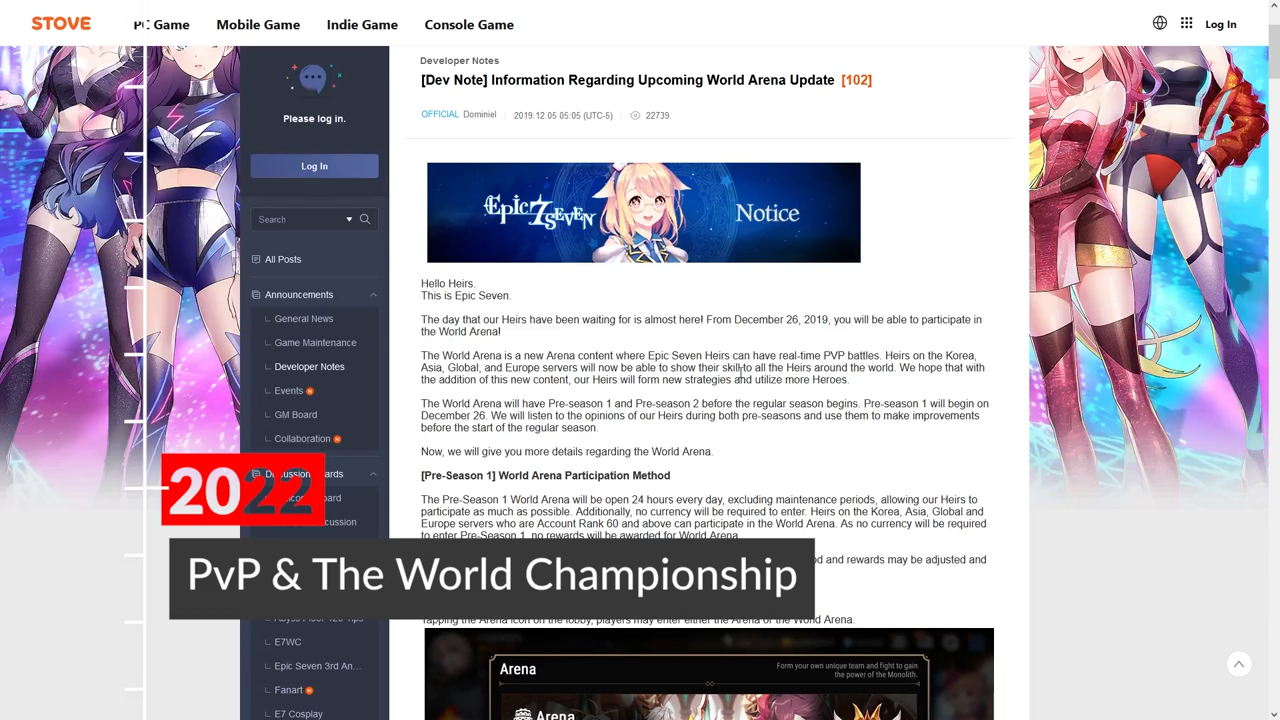 STOVE
PC Game
Mobile Game
Indie Game
Console Game
Log In
Please log in.
Log In
Search
All Posts
Announcements
General News
Game Maintenance
Developer Notes
Events N
GM Board
Collaboration N
E7WC
Epic Seven 3rd An...
Fanart N
E7 Cosplay
Developer Notes
[Dev Note] Information Regarding Upcoming World Arena Update [102]
OFFICIAL Dominiel 2019.12.05 05:05 (UTC-5) 22739
Epic SEVEN
Notice
Hello Heirs.
This is Epic Seven.
The day that our Heirs have been waiting for is almost here! From December 26, 2019, you will be able to participate in
the World Arena!
The World Arena is a new Arena content where Epic Seven Heirs can have real-time PVP battles. Heirs on the Korea,
Asia, Global, and Europe servers will now be able to show their skill to all the Heirs around the world. We hope that with
the addition of this new content, our Heirs will form new strategies and utilize more Heroes.
The World Arena will have Pre-season 1 and Pre-season 2 before the regular season begins. Pre-season 1 will begin on
December 26. We will listen to the opinions of our Heirs during both pre-seasons and use them to make improvements
before the start of the regular season.
Now, we will give you more details regarding the World Arena.
[Pre-Season 1] World Arena Participation Method
The Pre-Season 1 World Arena will be open 24 hours every day, excluding maintenance periods, allowing our Heirs to
participate as much as possible. Additionally, no currency will be required to enter. Heirs on the Korea, Asia, Global and
Europe servers who are Account Rank 60 and above can participate in the World Arena. As no currency will be required
to enter Pre-Season 1, no rewards will be awarded for World Arena.
od and rewards may be adjusted and
Tapping the Arena icon on the lobby, players may enter either the Arena or the World Arena.
Arena
Form your own unique team and fight to gain
the power of the Monolith.
Arena
2022
PvP & The World Championship